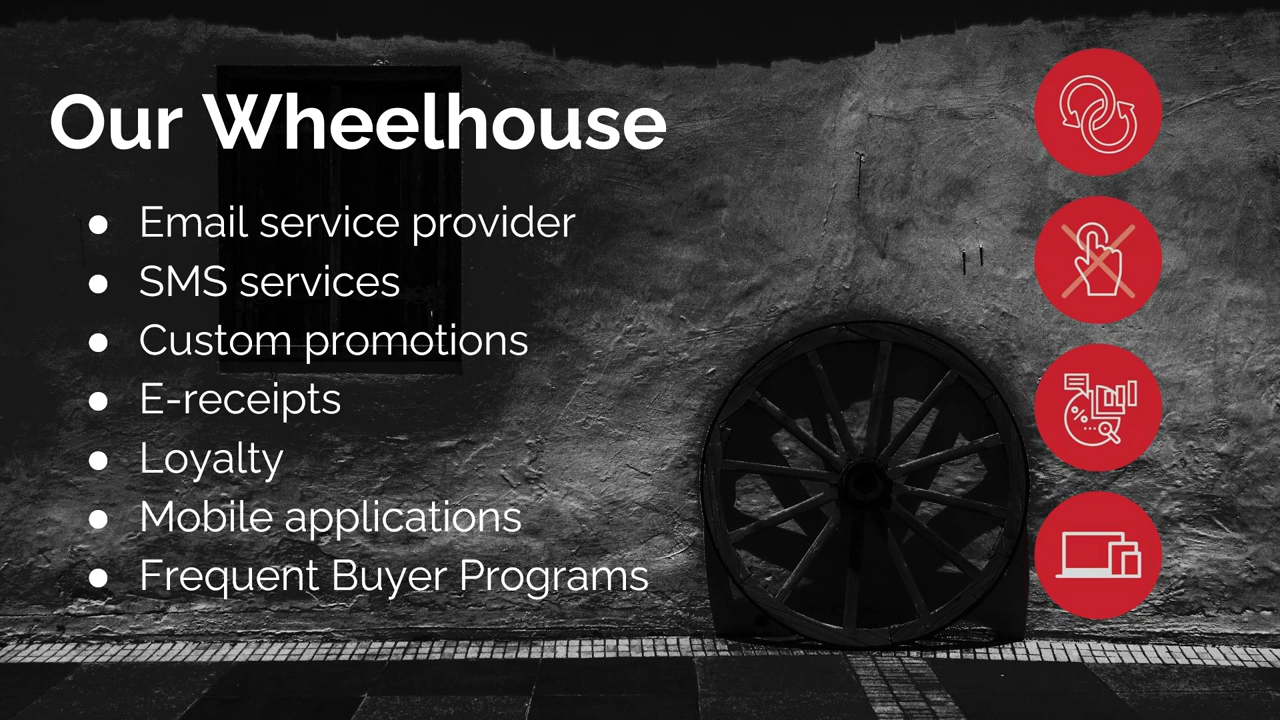 Our Wheelhouse
● Email service provider
● SMS services
● Custom promotions
● E-receipts
● Loyalty
● Mobile applications
● Frequent Buyer Programs
%